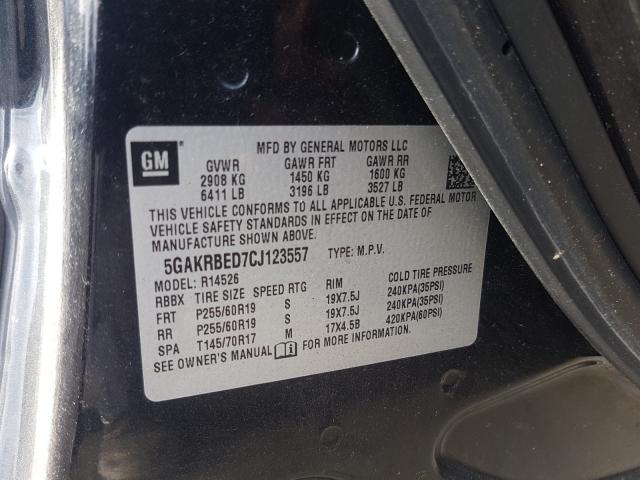 GM
MFD BY GENERAL MOTORS LLC
GVWR GAWR FRT GAWR RR
2908 KG 1450 KG 1600 KG
6411 LB 3196 LB 3527 LB
THIS VEHICLE CONFORMS TO ALL APPLICABLE U.S. FEDERAL MOTOR
VEHICLE SAFETY STANDARDS IN EFFECT ON THE DATE OF
MANUFACTURE SHOWN ABOVE.
5GAKRBED7CJ123557 TYPE: M.P.V.
MODEL: R14526
RBBX TIRE SIZE SPEED RTG RIM COLD TIRE PRESSURE
FRT P255/60R19 S 19X7.5J 240KPA(35PSI)
RR P255/60R19 S 19X7.5J 240KPA(35PSI)
SPA T145/70R17 M 17X4.5B 420KPA(60PSI)
SEE OWNER'S MANUAL FOR MORE INFORMATION.